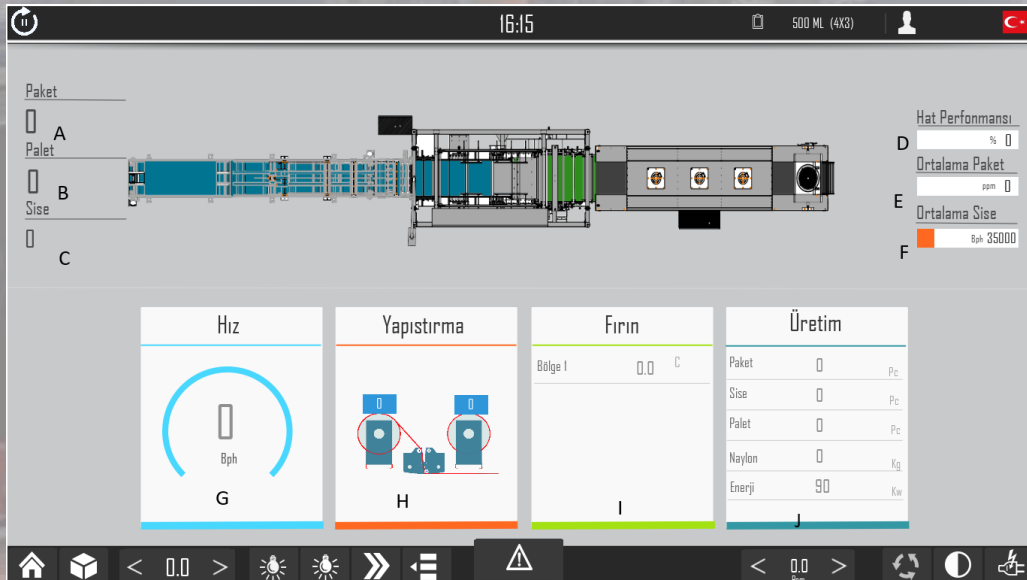 16:15
500 ML (4X3)
Paket
0
A
Palet
0
B
Sise
0
C
Hat Perfonmansı
D
% 0
Ortalama Paket
ppm 0
E
Ortalama Sise
Bph 35000
F
Hız
0
Bph
G
Yapıstırma
0
0
H
Fırın
Bölge 1 0.0 C
I
Üretim
Paket 0 Pc
Sise 0 Pc
Palet 0 Pc
Naylon 0 Kg
Enerji 90 Kw
J
< 0.0 >
< 0.0 >
Bpm